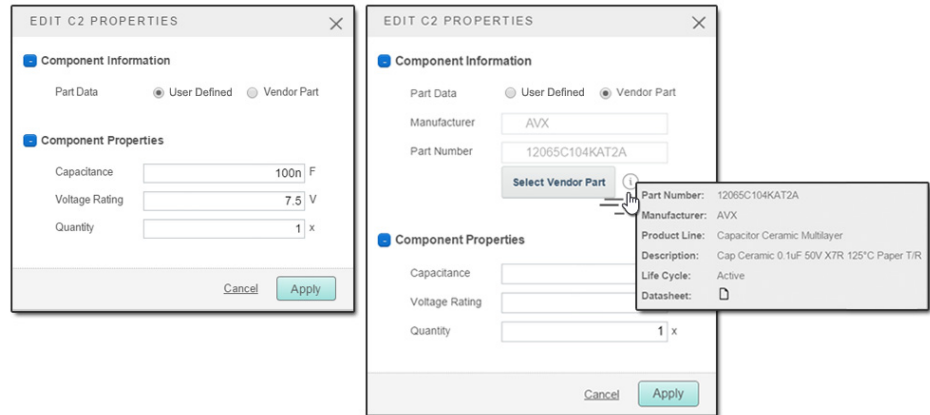 EDIT C2 PROPERTIES
Component Information
Part Data User Defined Vendor Part
Component Properties
Capacitance 100n F
Voltage Rating 7.5 V
Quantity 1 x
Cancel Apply
EDIT C2 PROPERTIES
Component Information
Part Data User Defined Vendor Part
Manufacturer AVX
Part Number 12065C104KAT2A
Select Vendor Part i
Component Properties
Capacitance
Voltage Rating
Quantity 1 x
Cancel Apply
Part Number: 12065C104KAT2A
Manufacturer: AVX
Product Line: Capacitor Ceramic Multilayer
Description: Cap Ceramic 0.1uF 50V X7R 125°C Paper T/R
Life Cycle: Active
Datasheet: